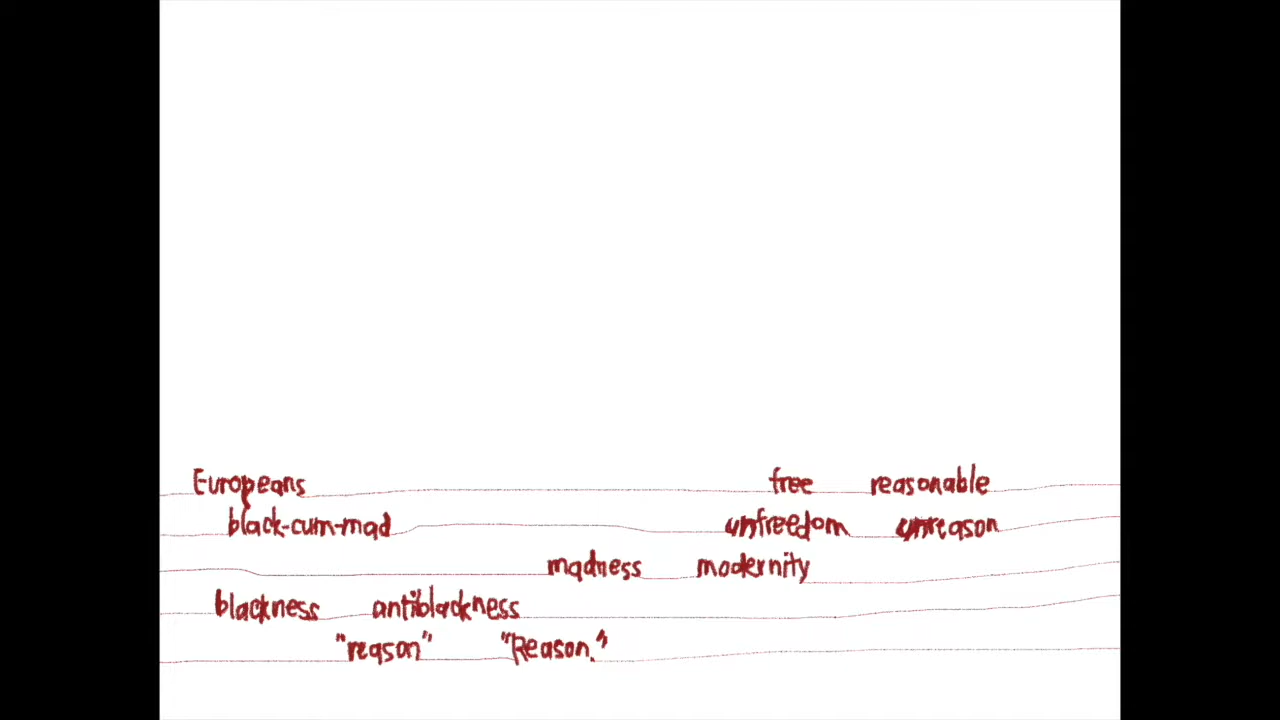 Europeans free reasonable
black-cum-mad unfreedom unreason
madness modernity
blackness antiblackness
"reason" "Reason."